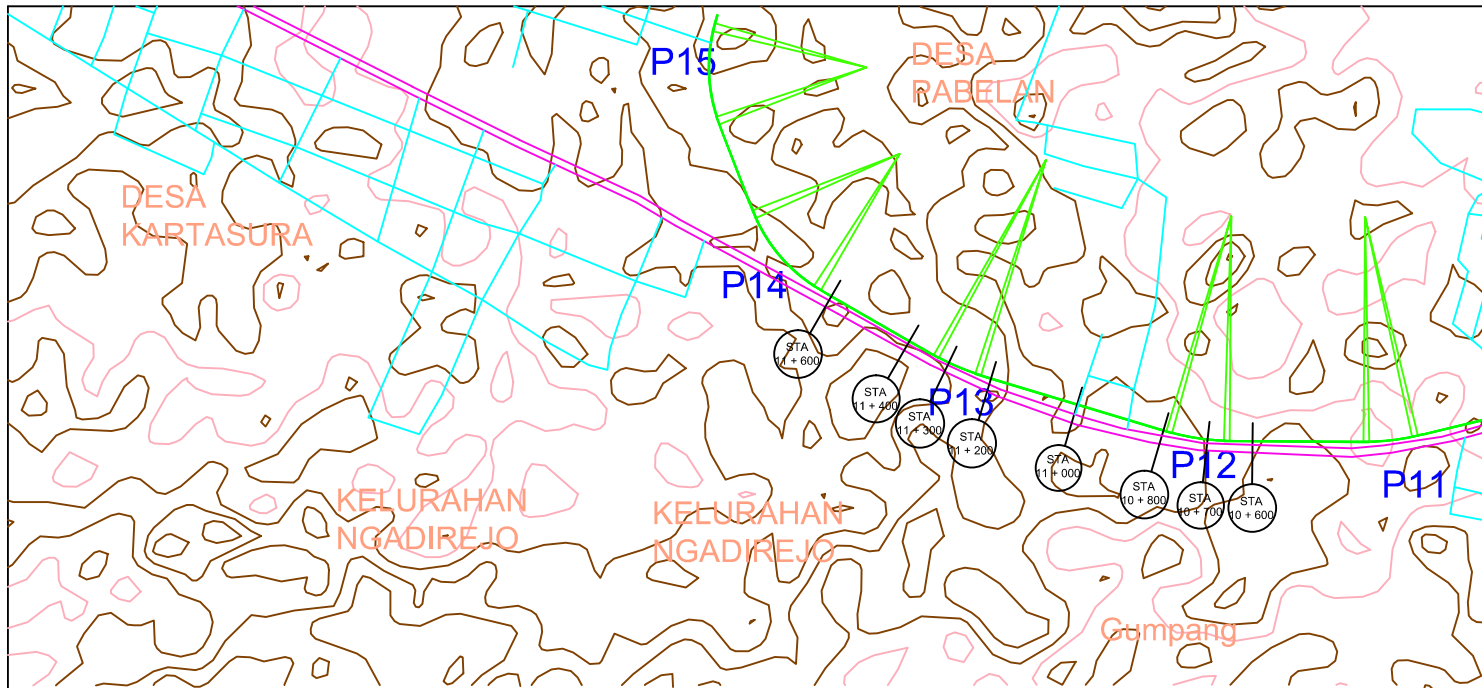 P15
DESA
PABELAN
DESA
KARTASURA
P14
STA
11 + 600
STA
11 + 400
STA
11 + 300
P13
STA
11 + 200
STA
11 + 000
STA
10 + 800
P12
STA
10 + 700
STA
10 + 600
P11
KELURAHAN
NGADIREJO
KELURAHAN
NGADIREJO
Gumpang